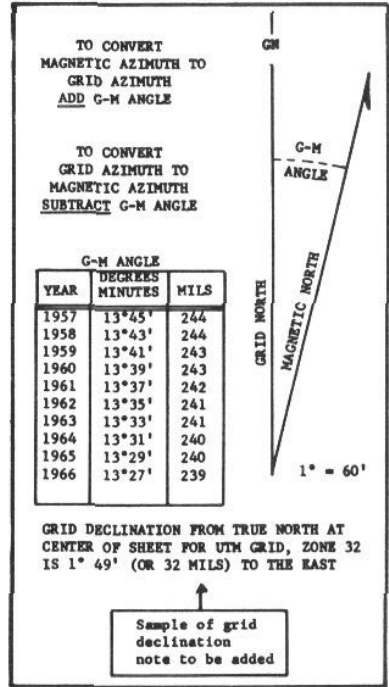 TO CONVERT
MAGNETIC AZIMUTH TO
GRID AZIMUTH
ADD G-M ANGLE
TO CONVERT
GRID AZIMUTH TO
MAGNETIC AZIMUTH
SUBTRACT G-M ANGLE
GN
G-M
ANGLE
GRID NORTH
MAGNETIC NORTH
1° = 60'
G-M ANGLE
YEAR DEGREES MINUTES MILS
1957 13°45' 244
1958 13°43' 244
1959 13°41' 243
1960 13°39' 243
1961 13°37' 242
1962 13°35' 241
1963 13°33' 241
1964 13°31' 240
1965 13°29' 240
1966 13°27' 239
GRID DECLINATION FROM TRUE NORTH AT
CENTER OF SHEET FOR UTM GRID, ZONE 32
IS 1° 49' (OR 32 MILS) TO THE EAST
Sample of grid
declination
note to be added